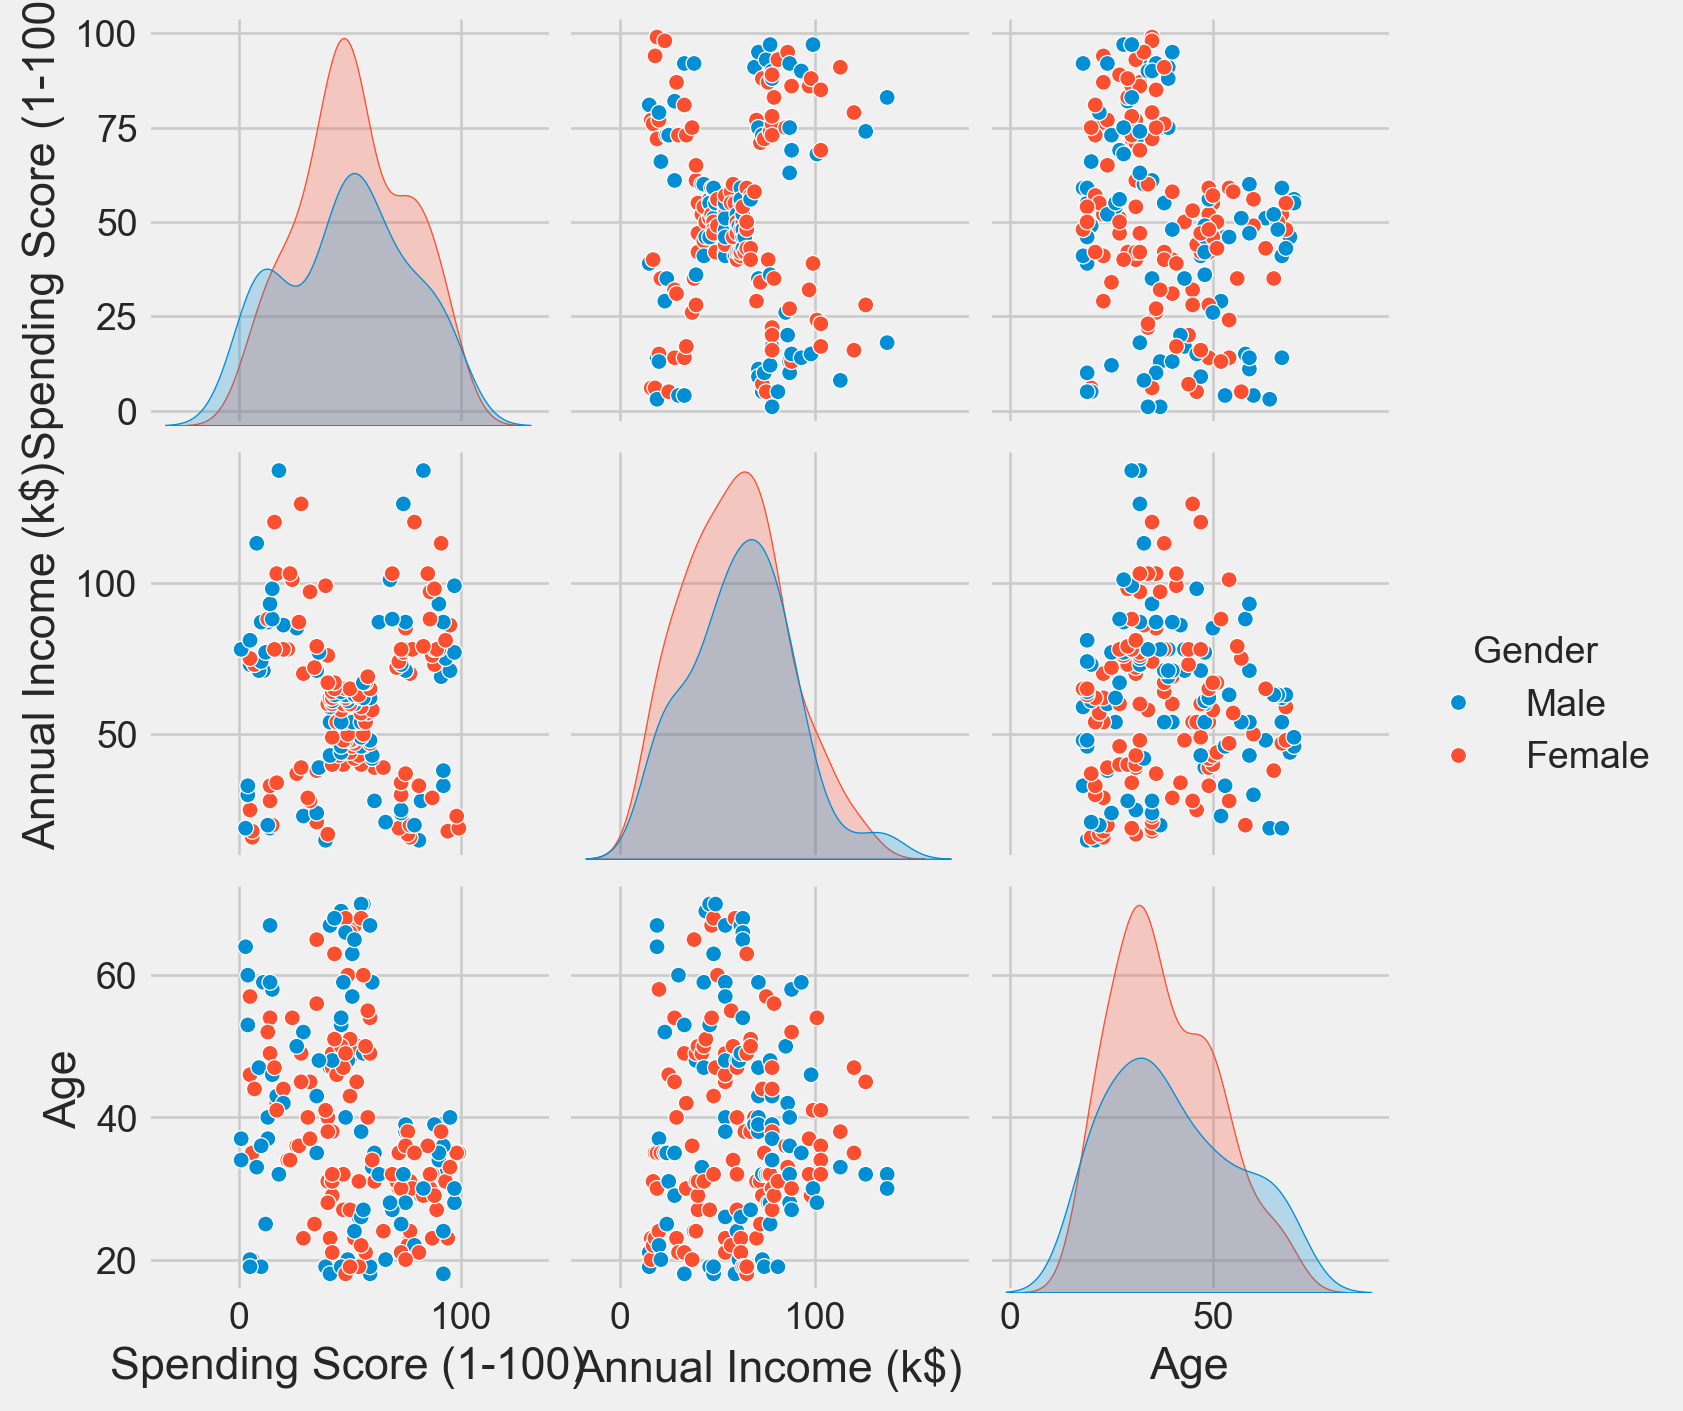 Spending Score (1-100
100
75
50
25
0
Annual Income (k$)
100
50
Age
60
40
20
0
100
0
100
0
50
Spending Score (1-100)
Annual Income (k$)
Age
Gender
Male
Female